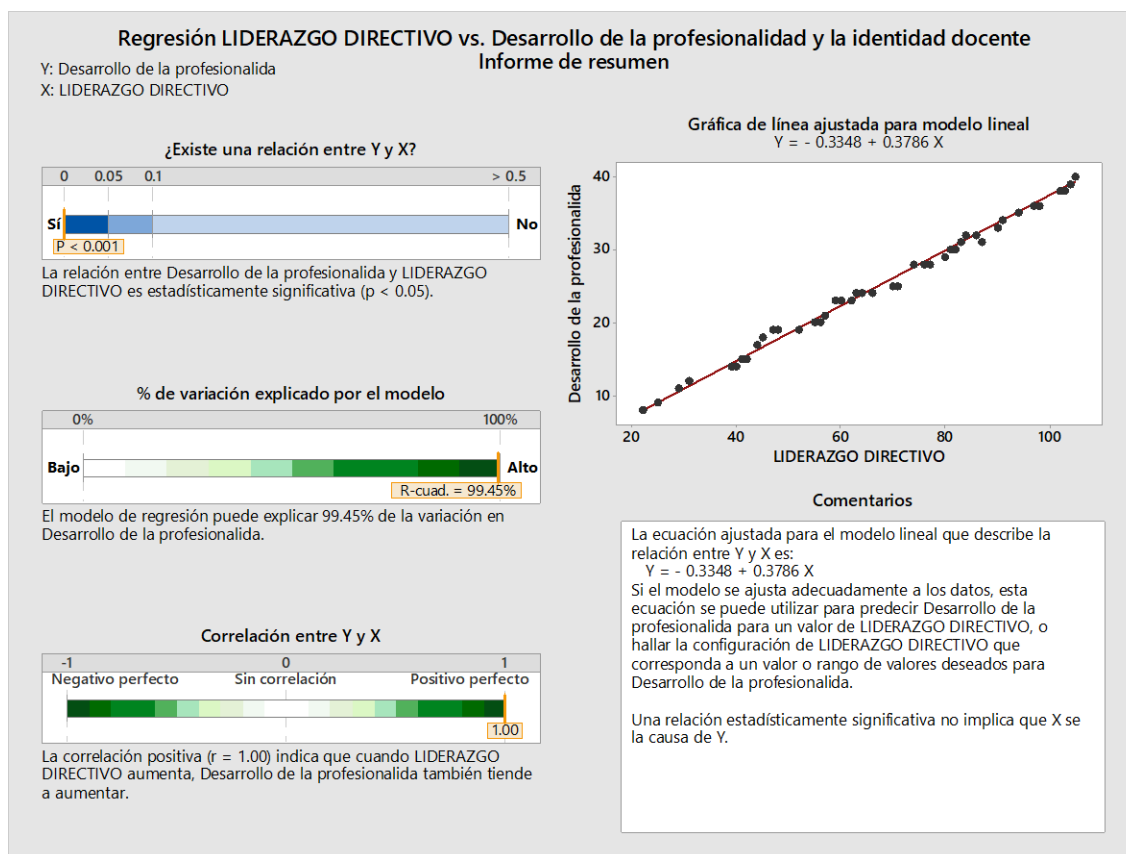 Regresión LIDERAZGO DIRECTIVO vs. Desarrollo de la profesionalidad y la identidad docente
Informe de resumen
Y: Desarrollo de la profesionalida
X: LIDERAZGO DIRECTIVO
¿Existe una relación entre Y y X?
0 0.05 0.1 > 0.5
Sí No
P < 0.001
La relación entre Desarrollo de la profesionalida y LIDERAZGO
DIRECTIVO es estadísticamente significativa (p < 0.05).
% de variación explicado por el modelo
0% 100%
Bajo Alto
R-cuad. = 99.45%
El modelo de regresión puede explicar 99.45% de la variación en
Desarrollo de la profesionalida.
Correlación entre Y y X
-1 0 1
Negativo perfecto Sin correlación Positivo perfecto
1.00
La correlación positiva (r = 1.00) indica que cuando LIDERAZGO
DIRECTIVO aumenta, Desarrollo de la profesionalida también tiende
a aumentar.
Gráfica de línea ajustada para modelo lineal
Y = - 0.3348 + 0.3786 X
Desarrollo de la profesionalida
40
30
20
10
20 40 60 80 100
LIDERAZGO DIRECTIVO
Comentarios
La ecuación ajustada para el modelo lineal que describe la
relación entre Y y X es:
Y = - 0.3348 + 0.3786 X
Si el modelo se ajusta adecuadamente a los datos, esta
ecuación se puede utilizar para predecir Desarrollo de la
profesionalida para un valor de LIDERAZGO DIRECTIVO, o
hallar la configuración de LIDERAZGO DIRECTIVO que
corresponda a un valor o rango de valores deseados para
Desarrollo de la profesionalida.
Una relación estadísticamente significativa no implica que X se
la causa de Y.